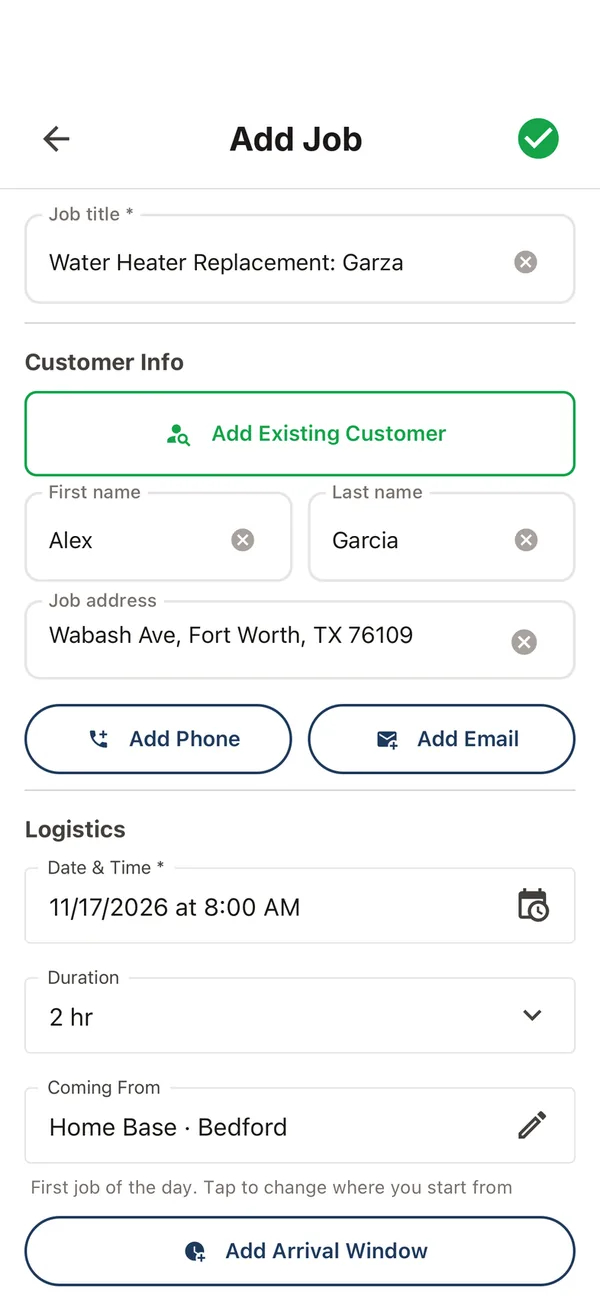 Add Job
Job title *
Water Heater Replacement: Garza
Customer Info
Add Existing Customer
First name
Alex
Last name
Garcia
Job address
Wabash Ave, Fort Worth, TX 76109
Add Phone
Add Email
Logistics
Date & Time *
11/17/2026 at 8:00 AM
Duration
2 hr
Coming From
Home Base · Bedford
First job of the day. Tap to change where you start from
Add Arrival Window